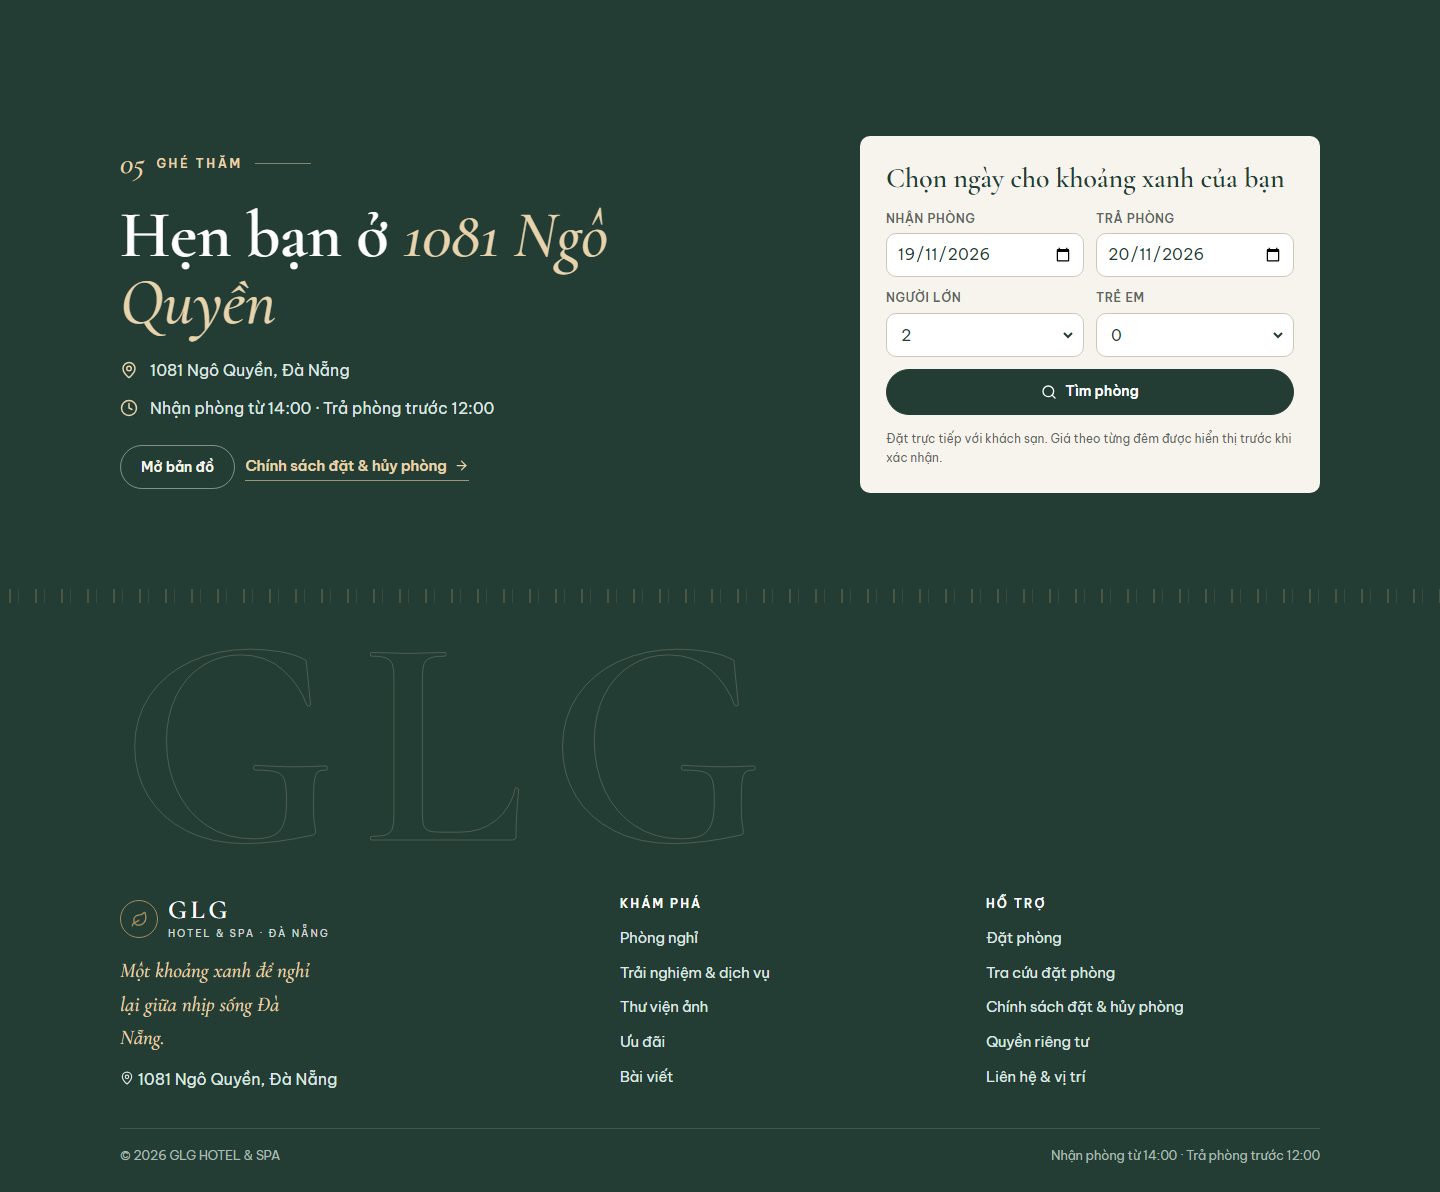 05 GHÉ THĂM
Hẹn bạn ở 1081 Ngô
Quyền
1081 Ngô Quyền, Đà Nẵng
Nhận phòng từ 14:00 · Trả phòng trước 12:00
Mở bản đồ
Chính sách đặt & hủy phòng
Chọn ngày cho khoảng xanh của bạn
NHẬN PHÒNG
TRẢ PHÒNG
19/11/2026
20/11/2026
NGƯỜI LỚN
TRẺ EM
2
0
Tìm phòng
Đặt trực tiếp với khách sạn. Giá theo từng đêm được hiển thị trước khi
xác nhận.
GLG
GLG
HOTEL & SPA · ĐÀ NẴNG
Một khoảng xanh để nghỉ
lại giữa nhịp sống Đà
Nẵng.
1081 Ngô Quyền, Đà Nẵng
KHÁM PHÁ
Phòng nghỉ
Trải nghiệm & dịch vụ
Thư viện ảnh
Ưu đãi
Bài viết
HỖ TRỢ
Đặt phòng
Tra cứu đặt phòng
Chính sách đặt & hủy phòng
Quyền riêng tư
Liên hệ & vị trí
© 2026 GLG HOTEL & SPA
Nhận phòng từ 14:00 · Trả phòng trước 12:00